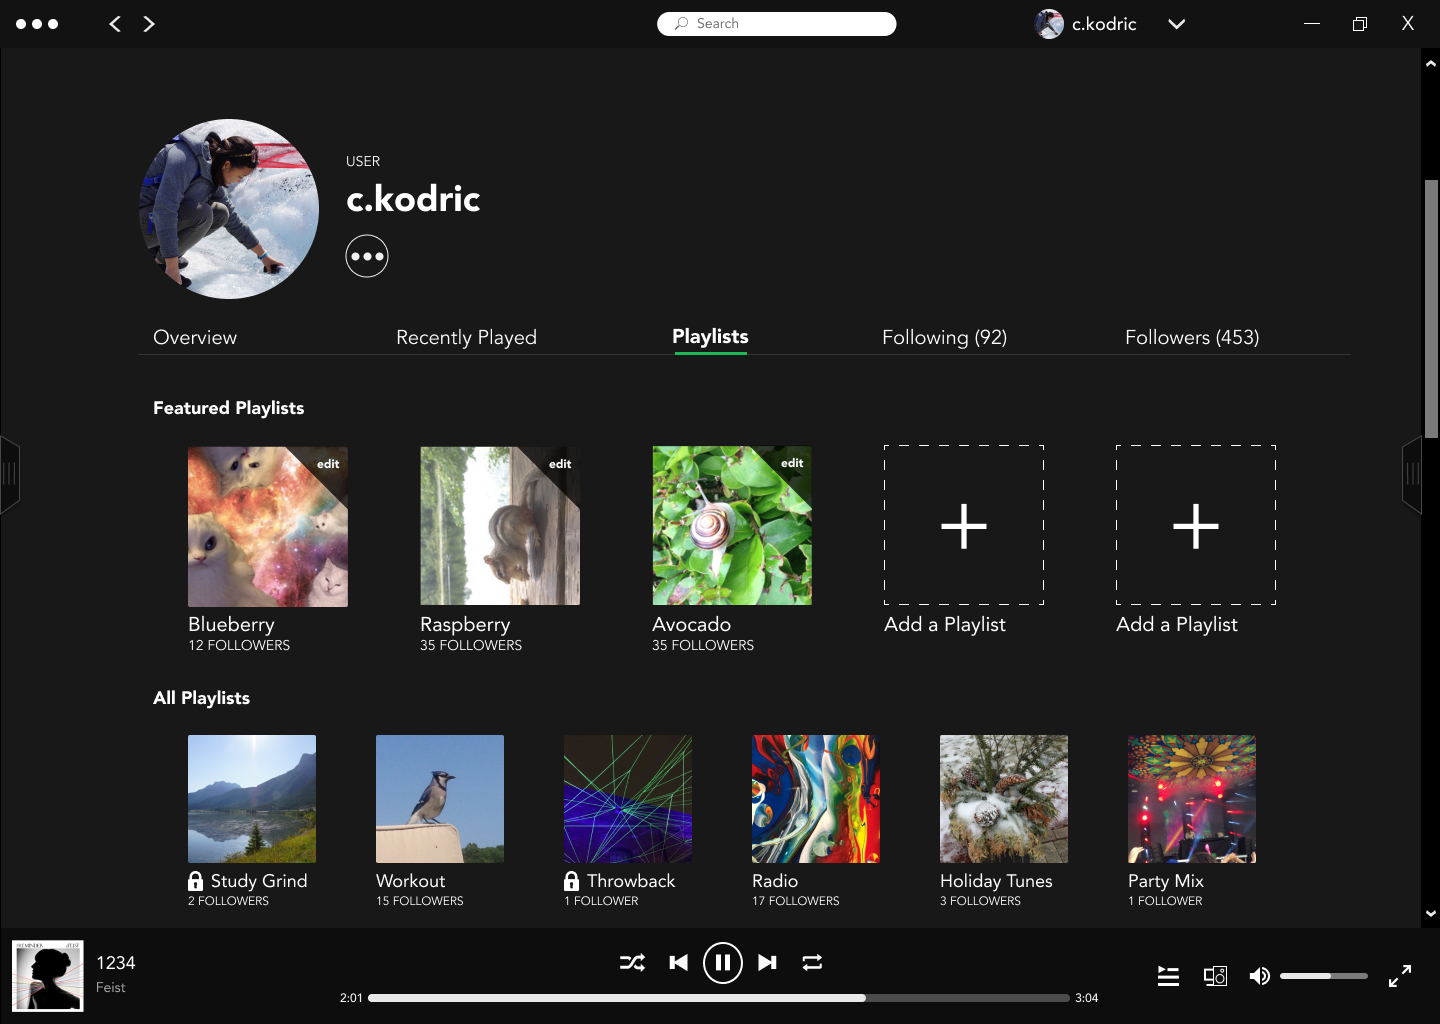 Search
c.kodric
X
USER
c.kodric
Overview
Recently Played
Playlists
Following (92)
Followers (453)
Featured Playlists
edit
edit
edit
Blueberry
Raspberry
Avocado
Add a Playlist
Add a Playlist
12 FOLLOWERS
35 FOLLOWERS
35 FOLLOWERS
All Playlists
Study Grind
Workout
Throwback
Radio
Holiday Tunes
Party Mix
2 FOLLOWERS
15 FOLLOWERS
1 FOLLOWER
17 FOLLOWERS
3 FOLLOWERS
1 FOLLOWER
1234
Feist
2:01
3:04